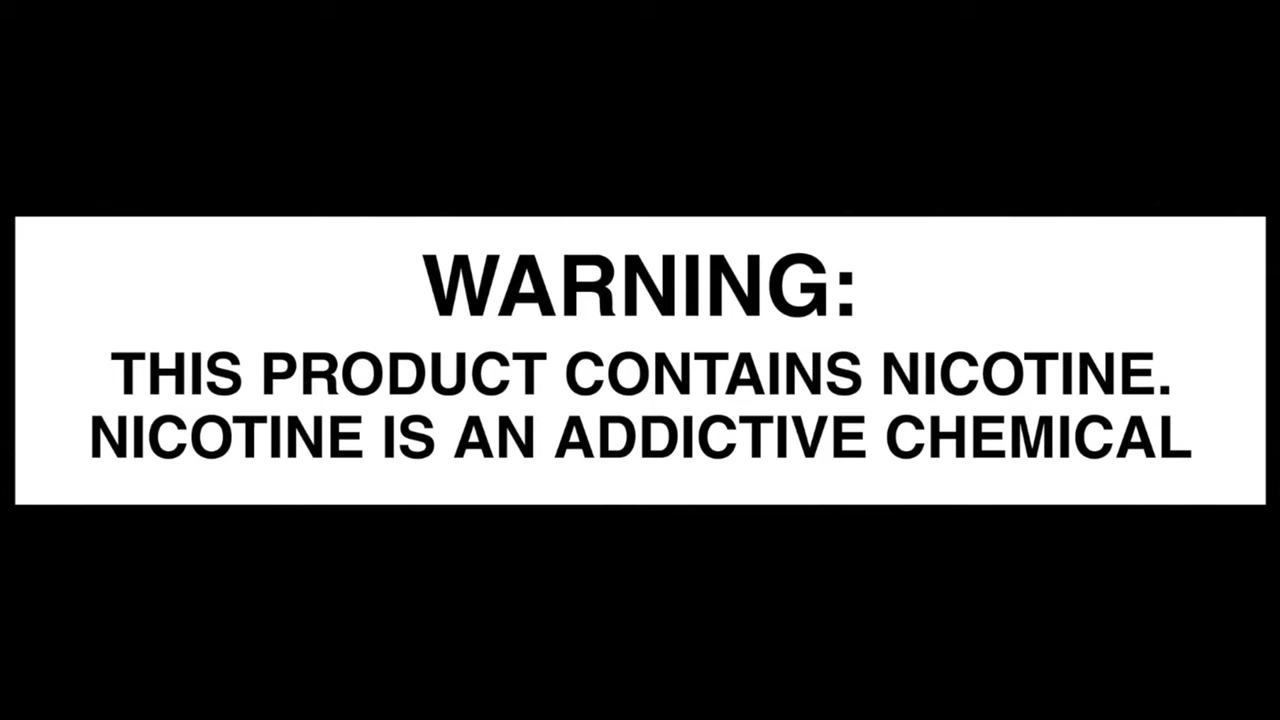 WARNING:
THIS PRODUCT CONTAINS NICOTINE.
NICOTINE IS AN ADDICTIVE CHEMICAL